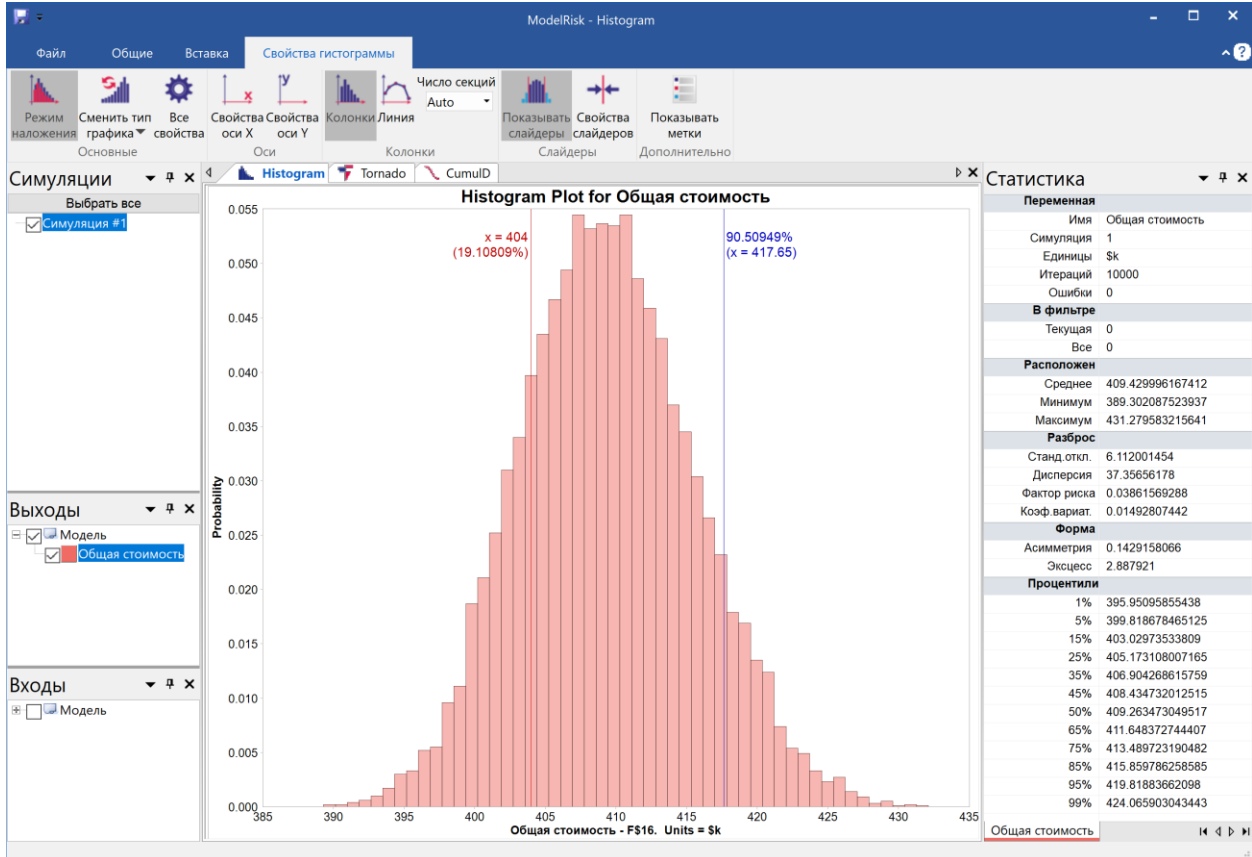 ModelRisk - Histogram
Файл Общие Вставка Свойства гистограммы
Режим наложения
Сменить тип графика
Все свойства
Основные
Свойства оси X
Свойства оси Y
Оси
Колонки
Линия
Число секций
Auto
Колонки
Показывать слайдеры
Свойства слайдеров
Слайдеры
Показывать метки
Дополнительно
Симуляции
Выбрать все
Симуляция #1
Выходы
Модель
Общая стоимость
Входы
Модель
Histogram Tornado CumulD
Histogram Plot for Общая стоимость
x = 404
(19.10809%)
90.50949%
(x = 417.65)
Probability
0.055
0.050
0.045
0.040
0.035
0.030
0.025
0.020
0.015
0.010
0.005
0.000
385 390 395 400 405 410 415 420 425 430 435
Общая стоимость - F$16. Units = $k
Статистика
Переменная
Имя Общая стоимость
Симуляция 1
Единицы $k
Итераций 10000
Ошибки 0
В фильтре
Текущая 0
Все 0
Расположен
Среднее 409.429996167412
Минимум 389.302087523937
Максимум 431.279583215641
Разброс
Станд.откл. 6.112001454
Дисперсия 37.35656178
Фактор риска 0.03861569288
Коэф.вариат. 0.01492807442
Форма
Асимметрия 0.1429158066
Эксцесс 2.887921
Процентили
1% 395.95095855438
5% 399.818678465125
15% 403.02973533809
25% 405.173108007165
35% 406.904268615759
45% 408.434732012515
50% 409.263473049517
65% 411.648372744407
75% 413.489723190482
85% 415.859786258585
95% 419.81883662098
99% 424.065903043443
Общая стоимость